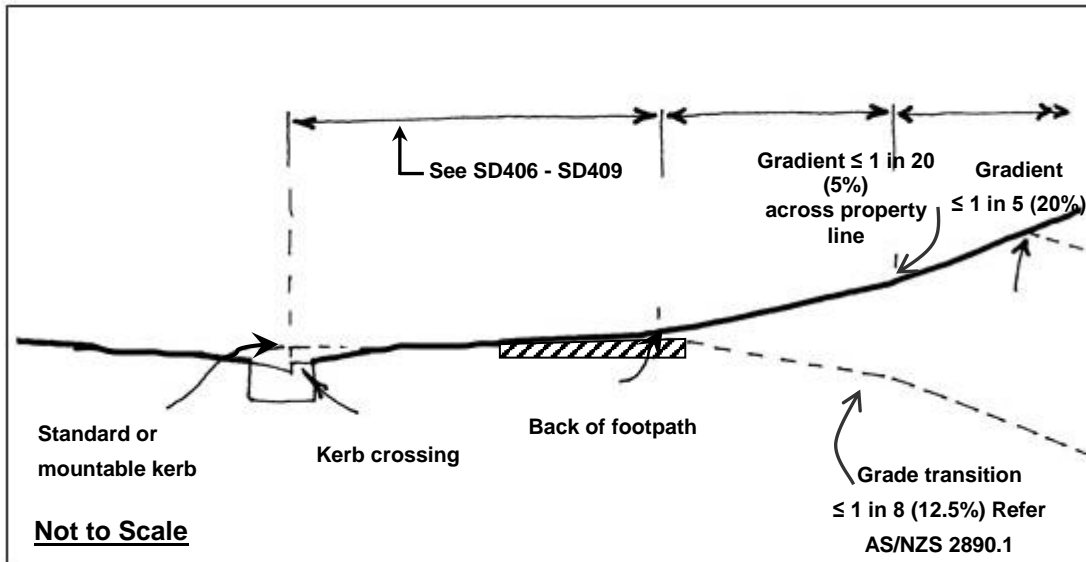 See SD406 - SD409
Gradient ≤ 1 in 20
(5%)
across property
line
Gradient
≤ 1 in 5 (20%)
Standard or
mountable kerb
Kerb crossing
Back of footpath
Grade transition
≤ 1 in 8 (12.5%) Refer
AS/NZS 2890.1
Not to Scale